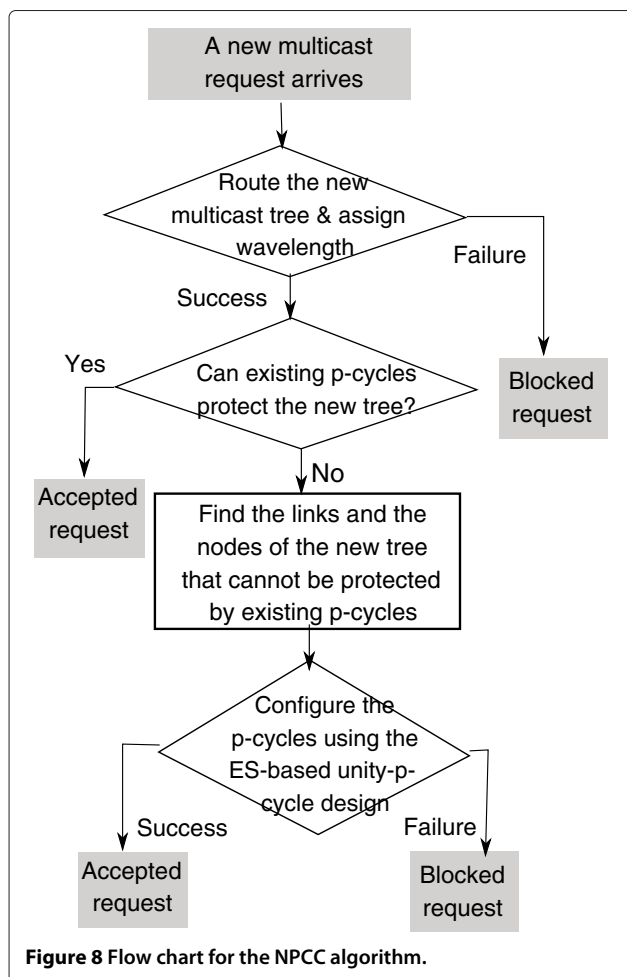 A new multicast
request arrives
Route the new
multicast tree & assign
wavelength
Failure
Success
Yes
Can existing p-cycles
protect the new tree?
Blocked
request
No
Accepted
request
Find the links and the
nodes of the new tree
that cannot be protected
by existing p-cycles
Configure the
p-cycles using the
ES-based unity-p-
cycle design
Success
Failure
Accepted
request
Blocked
request
Figure 8 Flow chart for the NPCC algorithm.